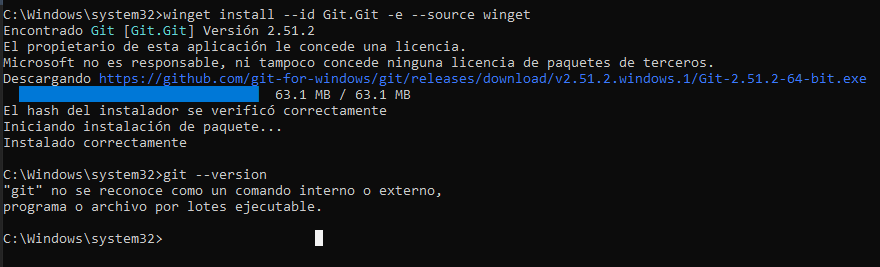 C:\Windows\system32>winget install --id Git.Git -e --source winget
Encontrado Git [Git.Git] Versión 2.51.2
El propietario de esta aplicación le concede una licencia.
Microsoft no es responsable, ni tampoco concede ninguna licencia de paquetes de terceros.
Descargando https://github.com/git-for-windows/git/releases/download/v2.51.2.windows.1/Git-2.51.2-64-bit.exe
63.1 MB / 63.1 MB
El hash del instalador se verificó correctamente
Iniciando instalación de paquete...
Instalado correctamente
C:\Windows\system32>git --version
"git" no se reconoce como un comando interno o externo,
programa o archivo por lotes ejecutable.
C:\Windows\system32>